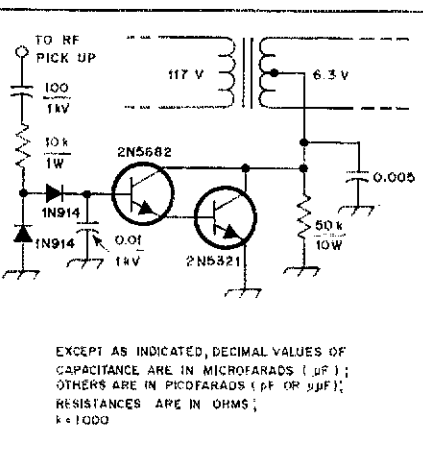 TO RF
PICK UP
100
1kV
10k
1W
1N914
1N914
0.01
1kV
2N5682
2N5321
117 V
6.3 V
0.005
50k
10W
EXCEPT AS INDICATED, DECIMAL VALUES OF
CAPACITANCE ARE IN MICROFARADS (µF);
OTHERS ARE IN PICOFARADS (pF OR µµF);
RESISTANCES ARE IN OHMS;
k=1000